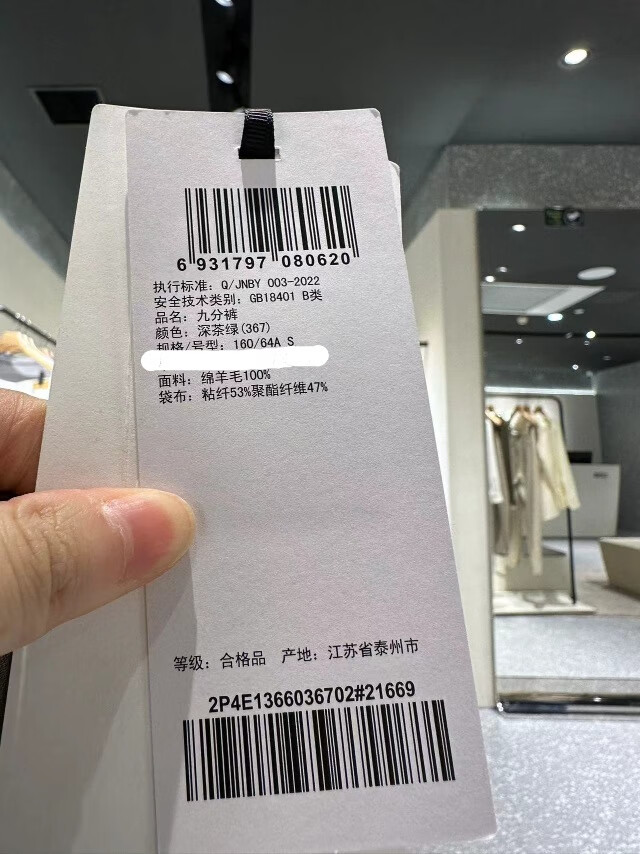 6 931797 080620
执行标准: Q/JNBY 003-2022
安全技术类别: GB18401 B类
品名: 九分裤
颜色: 深茶绿(367)
规格/号型: 160/64A S
面料: 绵羊毛100%
袋布: 粘纤53%聚酯纤维47%
等级: 合格品 产地: 江苏省泰州市
2P4E1366036702#21669